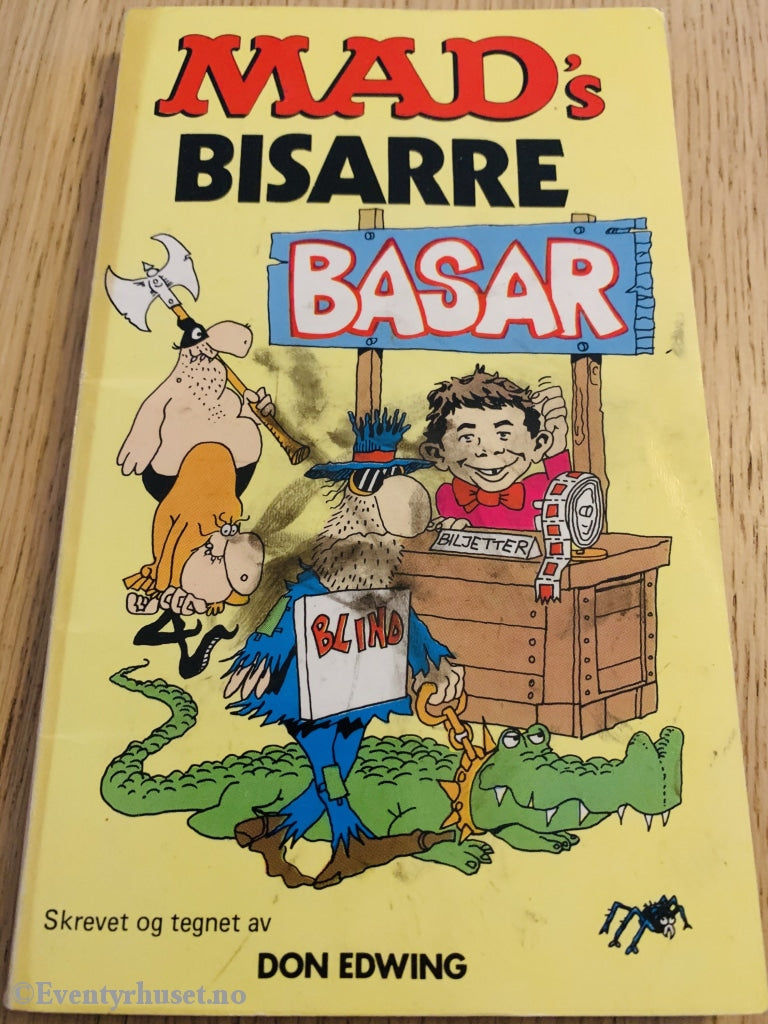 MAD's
BISARRE
BASAR
BILJETTER
BLIND
Skrevet og tegnet av
DON EDWING
©Eventyrhuset.no